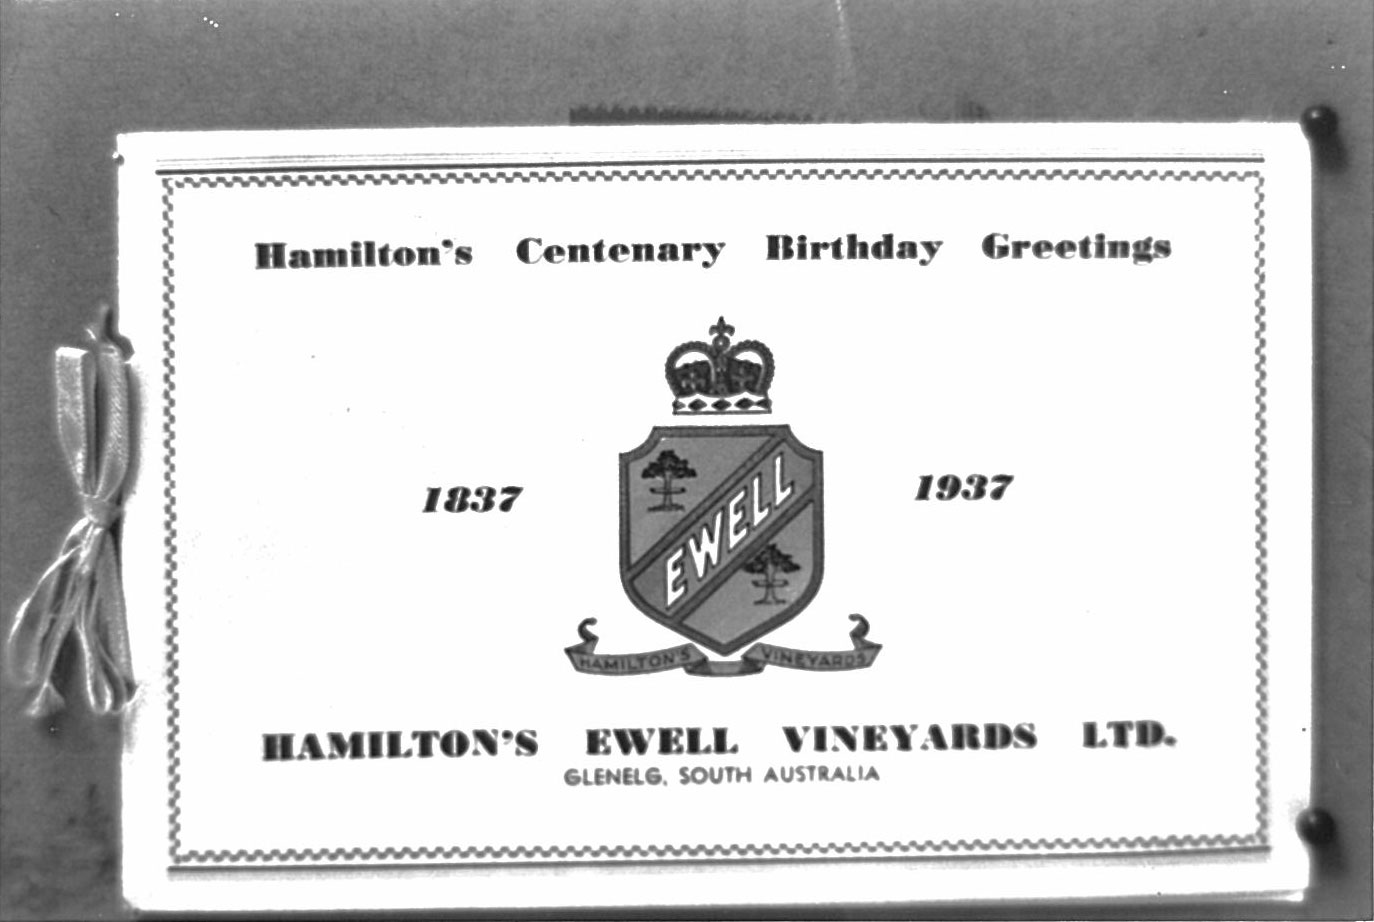 Hamilton's Centenary Birthday Greetings
1837
1937
EWELL
HAMILTON'S VINEYARDS
HAMILTON'S EWELL VINEYARDS LTD.
GLENELG, SOUTH AUSTRALIA